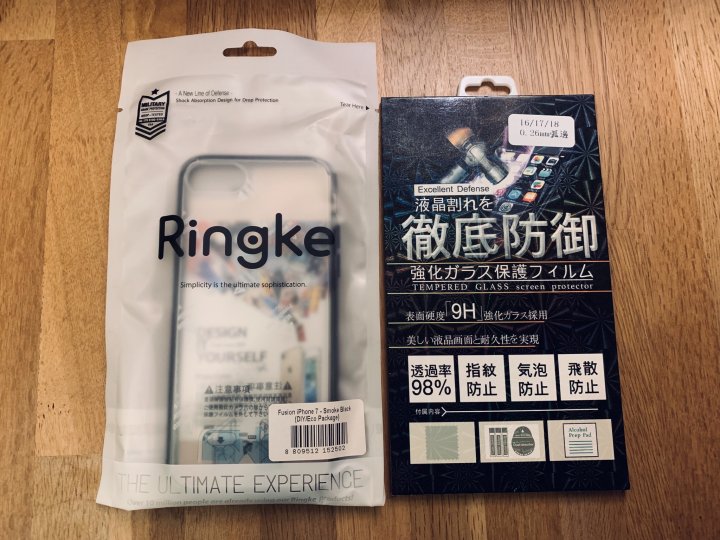 A New Line of Defense
Shock Absorption Design for Drop Protection
MILITARY
Tear Here
Ringke
Simplicity is the ultimate sophistication.
DESIGN
YOURSELF
注意事項
Fusion iPhone 7 - Smoke Black
(DIY/Eco Package)
8 809512 152502
THE ULTIMATE EXPERIENCE
Over 10 million people are already using our Ringke Products!
16/17/18
0.26mm弧邊
Excellent Defense
液晶割れを
徹底防御
強化ガラス保護フィルム
TEMPERED GLASS screen protector
表面硬度「9H」強化ガラス採用
美しい液晶画面と耐久性を実現
透過率
98%
指紋
防止
気泡
防止
飛散
防止
付属内容
Alcohol
Prep Pad